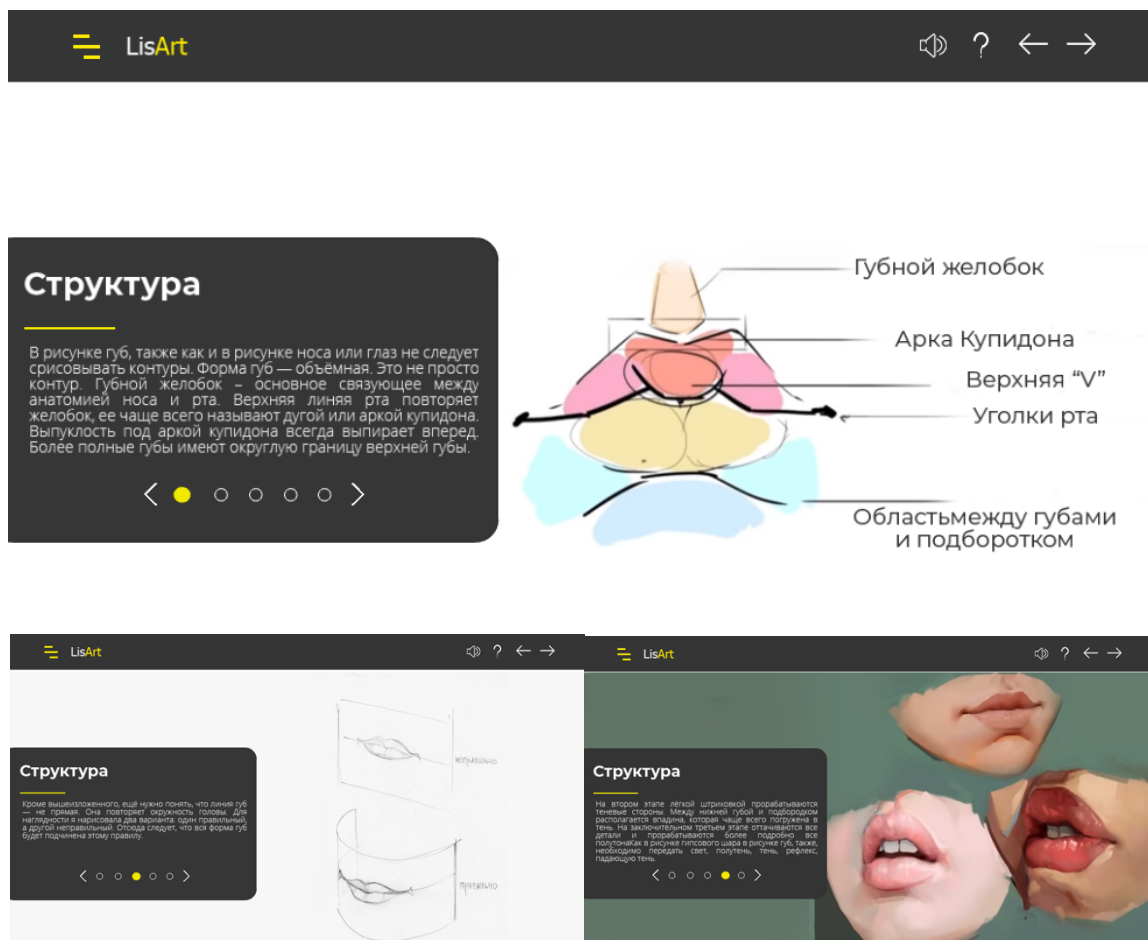 LisArt
?
Структура
В рисунке губ, также как и в рисунке носа или глаз не следует
срисовывать контуры. Форма губ — объёмная. Это не просто
контур. Губной желобок – основное связующее между
анатомией носа и рта. Верхняя линяя рта повторяет
желобок, ее чаще всего называют дугой или аркой купидона.
Выпуклость под аркой купидона всегда выпирает вперед.
Более полные губы имеют округлую границу верхней губы.
Губной желобок
Арка Купидона
Верхняя “V”
Уголки рта
Областьмежду губами
и подборотком
LisArt
?
Структура
Кроме вышеизложенного, ещё нужно понять, что линия губ
— не прямая. Она повторяет окружность головы. Для
наглядности я нарисовала два варианта: один правильный,
а другой неправильный. Отсюда следует, что вся форма губ
будет подчинена этому правилу.
неправильно
правильно
LisArt
?
Структура
На втором этапе лёгкой штриховкой прорабатываются
теневые стороны. Между нижней губой и подбородком
располагается впадина, которая чаще всего погружена в
тень. На заключительном третьем этапе оттачиваются все
детали и прорабатываются более подробно все
полутонаКак в рисунке гипсового шара в рисунке губ, также,
необходимо передать свет, полутень, тень, рефлекс,
падающую тень.